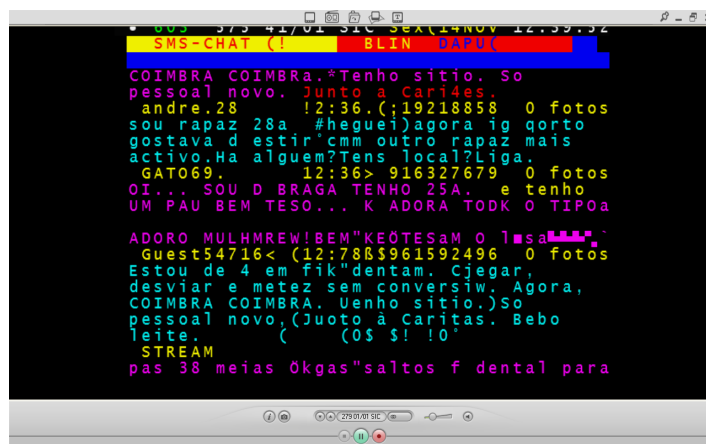 SMS-CHAT (! BLIN DAPU(
COIMBRA COIMBRa.*Tenho sitio. So
pessoal novo. Junto a Cari4es.
andre.28 !2:36.(;19218858 0 fotos
sou rapaz 28a #heguei)agora ig qorto
gostava d estir°cmm outro rapaz mais
activo.Ha alguem?Tens local?Liga.
GATO69. 12:36> 916327679 0 fotos
OI... SOU D BRAGA TENHO 25A. e tenho
UM PAU BEM TESO... K ADORA TODK O TIPOa
ADORO MULHMREW!BEM"KEÖTESaM O
Guest54716< (12:78ß$961592496 0 fotos
Estou de 4 em fik"dentam. Cjegar,
desviar e metez sem conversiw. Agora,
COIMBRA COIMBRA. Uenho sitio.)So
pessoal novo,(Juoto à Caritas. Bebo
leite. ( (0$ $! !0°
STREAM
pas 38 meias Ökgas"saltos f dental para
279 01/01 SIC